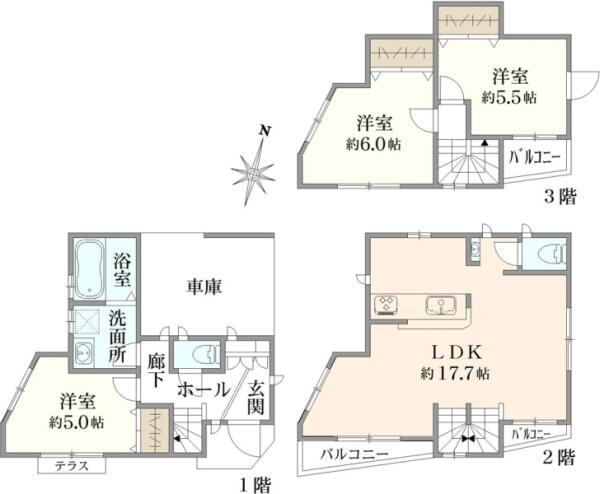 洋室
約5.5帖
洋室
約6.0帖
バルコニー
3階
N
浴室
車庫
洗面所
廊下
ホール
玄関
洋室
約5.0帖
テラス
1階
LDK
約17.7帖
バルコニー
バルコニー
2階